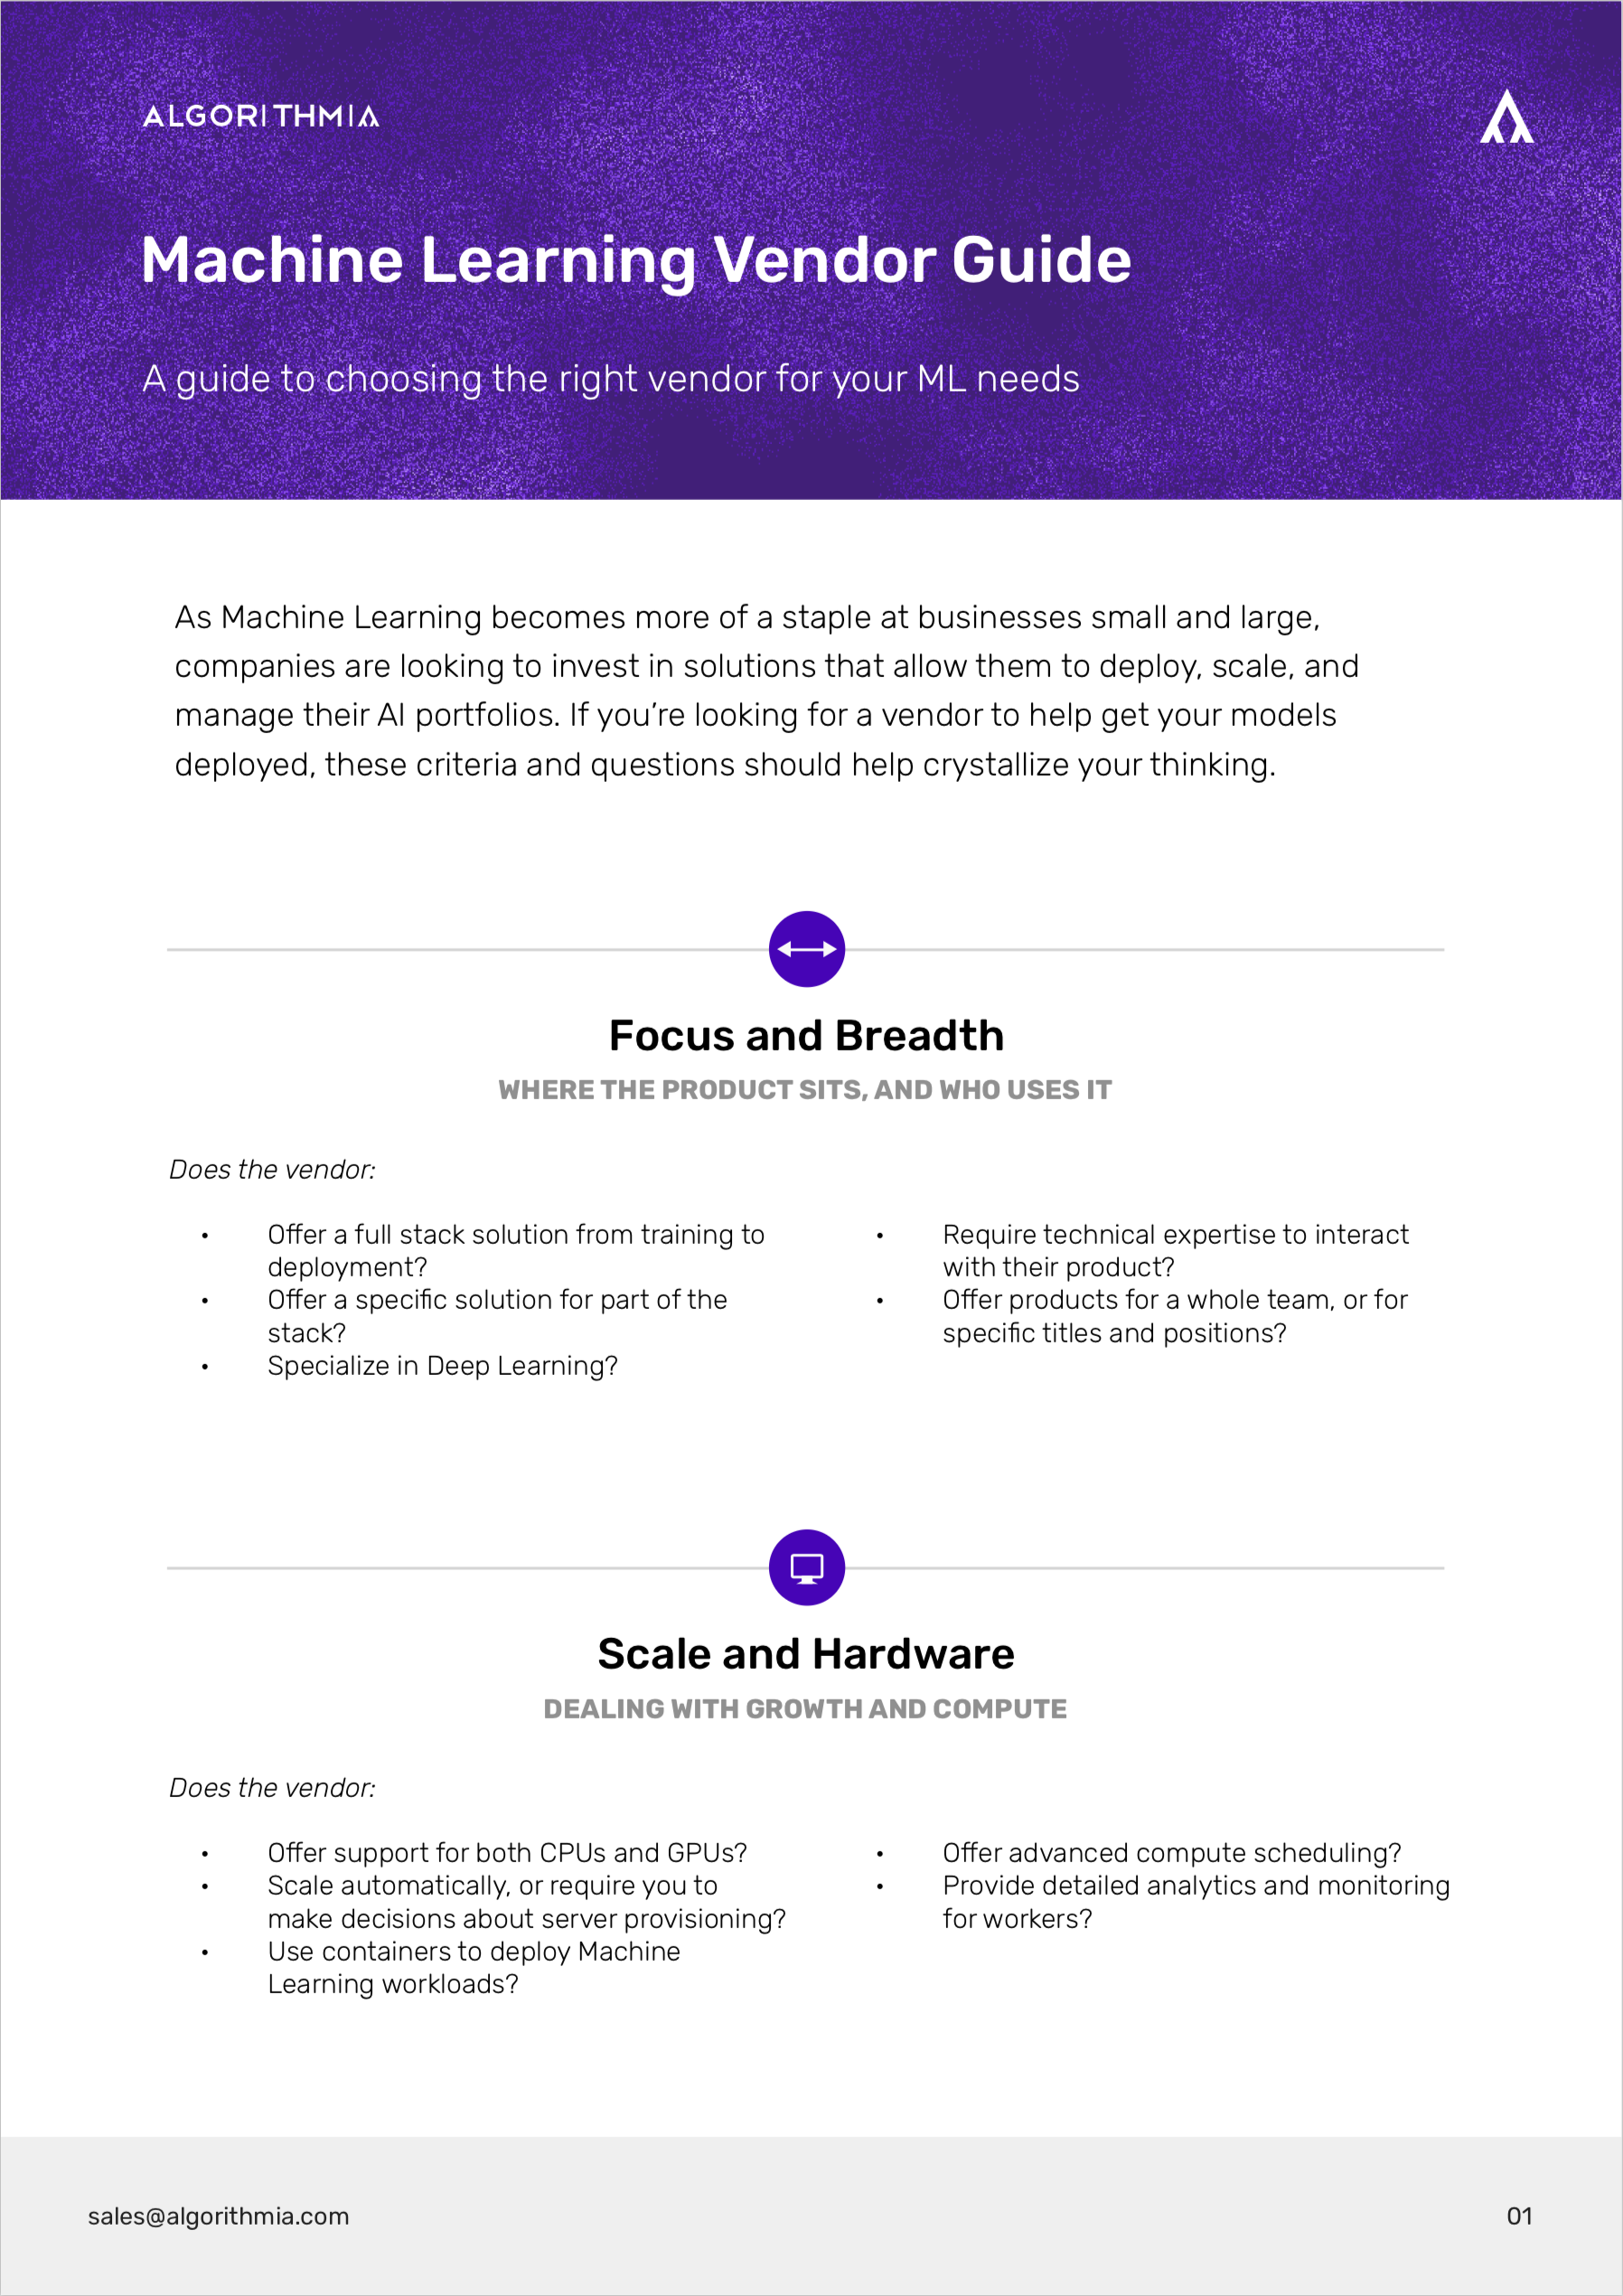 ALGORITHMIA
Machine Learning Vendor Guide
A guide to choosing the right vendor for your ML needs
As Machine Learning becomes more of a staple at businesses small and large,
companies are looking to invest in solutions that allow them to deploy, scale, and
manage their AI portfolios. If you’re looking for a vendor to help get your models
deployed, these criteria and questions should help crystallize your thinking.
Focus and Breadth
WHERE THE PRODUCT SITS, AND WHO USES IT
Does the vendor:
• Offer a full stack solution from training to
deployment?
• Offer a specific solution for part of the
stack?
• Specialize in Deep Learning?
• Require technical expertise to interact
with their product?
• Offer products for a whole team, or for
specific titles and positions?
Scale and Hardware
DEALING WITH GROWTH AND COMPUTE
Does the vendor:
• Offer support for both CPUs and GPUs?
• Scale automatically, or require you to
make decisions about server provisioning?
• Use containers to deploy Machine
Learning workloads?
• Offer advanced compute scheduling?
• Provide detailed analytics and monitoring
for workers?
sales@algorithmia.com
01